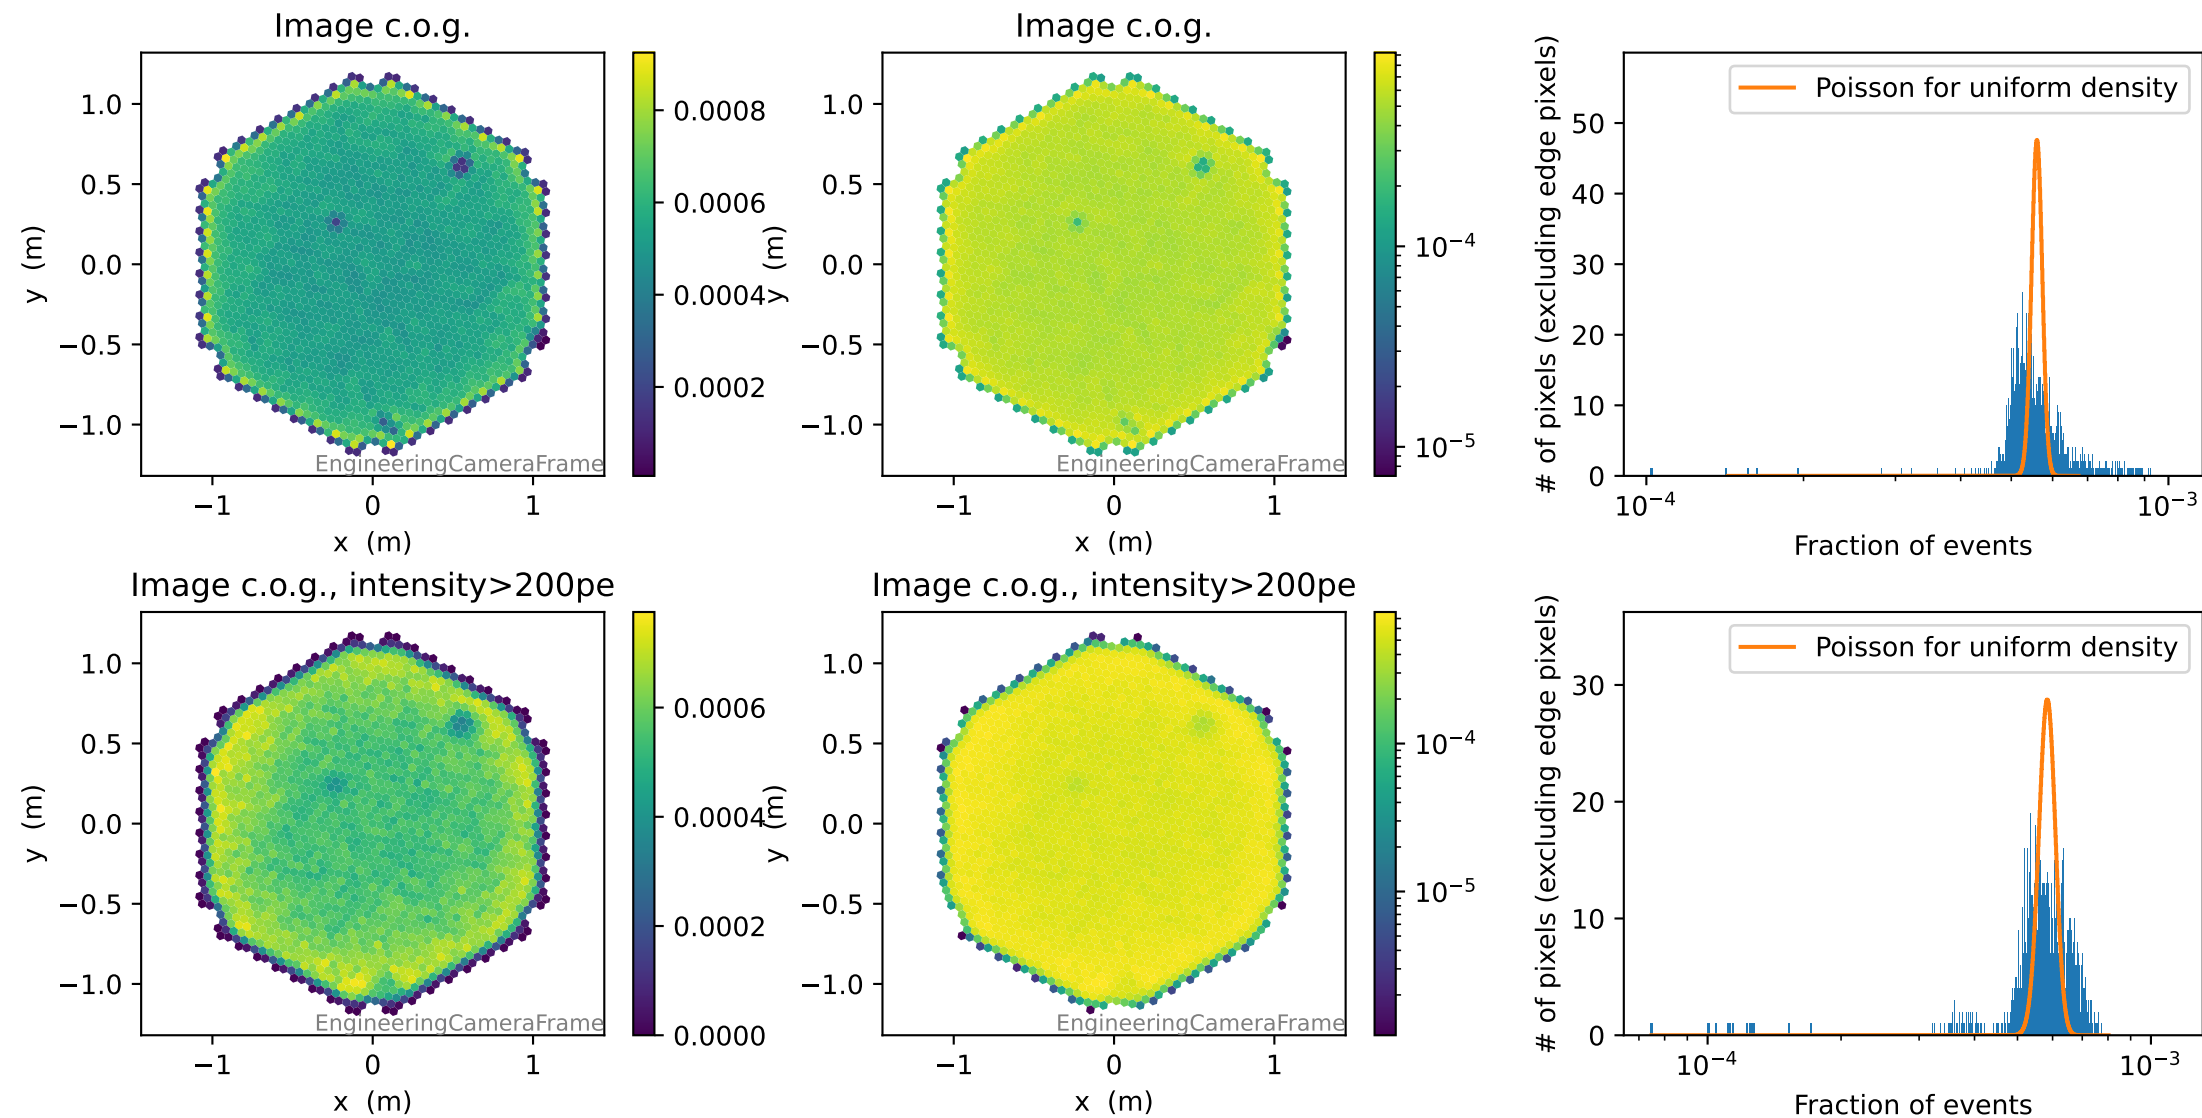 Image c.o.g.
1.0
0.5
0.0
−0.5
−1.0
y (m)
−1
0
1
x (m)
EngineeringCameraFrame
0.0008
0.0006
0.0004
0.0002
Image c.o.g.
1.0
0.5
0.0
−0.5
−1.0
y (m)
−1
0
1
x (m)
EngineeringCameraFrame
10⁻⁴
10⁻⁵
# of pixels (excluding edge pixels)
50
40
30
20
10
0
Poisson for uniform density
10⁻⁴
10⁻³
Fraction of events
Image c.o.g., intensity>200pe
1.0
0.5
0.0
−0.5
−1.0
y (m)
−1
0
1
x (m)
EngineeringCameraFrame
0.0006
0.0004
0.0002
0.0000
Image c.o.g., intensity>200pe
1.0
0.5
0.0
−0.5
−1.0
y (m)
−1
0
1
x (m)
EngineeringCameraFrame
10⁻⁴
10⁻⁵
# of pixels (excluding edge pixels)
30
20
10
0
Poisson for uniform density
10⁻⁴
10⁻³
Fraction of events